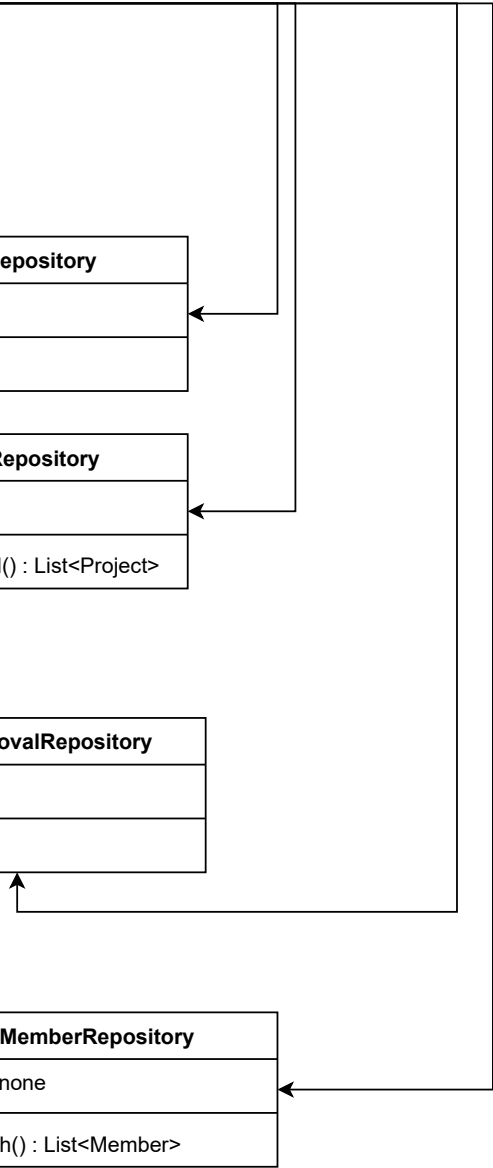 epository
Repository
l() : List<Project>
ovalRepository
MemberRepository
none
h() : List<Member>